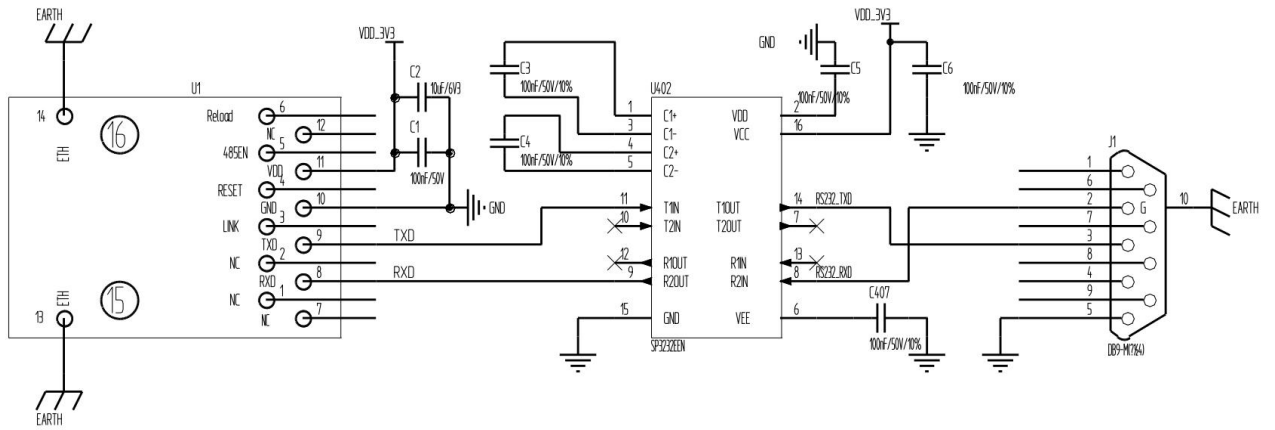 EARTH
VDD_3V3
VDD_3V3
GND
C2
10uF/6V3
C3
100nF/50V/10%
C5
100nF/50V/10%
C6
100nF/50V/10%
U1
U402
14
16
ETH
Reload
6
NC
12
485EN
5
VDD
11
RESET
4
GND
10
LINK
3
TXD
9
NC
2
RXD
8
NC
1
NC
7
C1
100nF/50V
GND
C4
100nF/50V/10%
TXD
RXD
15
ETH
13
EARTH
1
C1+
3
C1-
4
C2+
5
C2-
11
T1IN
10
T2IN
12
R1OUT
9
R2OUT
15
GND
VDD
2
VCC
16
T1OUT
14
RS232_TXD
T2OUT
7
R1IN
13
R2IN
8
RS232_RXD
VEE
6
SP3232EEN
C407
100nF/50V/10%
J1
1
6
2
G
7
3
8
4
9
5
10
EARTH